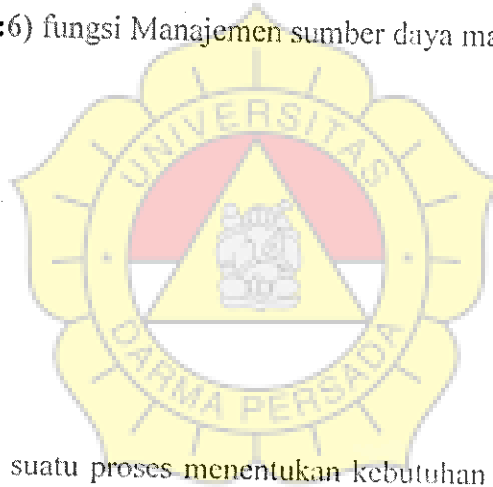 :6) fungsi Manajemen sumber daya ma
UNIVERSITAS
DARMA PERSADA
suatu proses menentukan kebutuhan